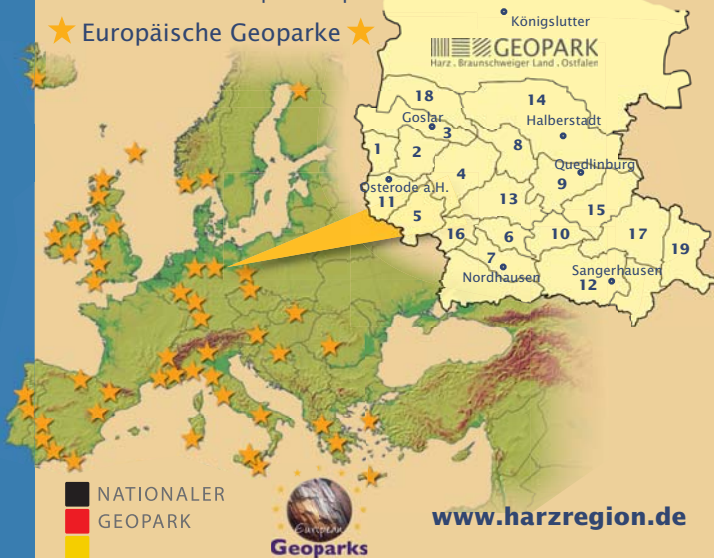 Königslutter
★ Europäische Geoparke ★
GEOPARK
Harz . Braunschweiger Land . Ostfalen
18
14
Goslar
3
Halberstadt
1
2
8
4
Quedlinburg
9
Osterode a.H.
11
13
5
15
16
6
10
17
7
19
Nordhausen
Sangerhausen
12
NATIONALER
GEOPARK
European
Geoparks
www.harzregion.de